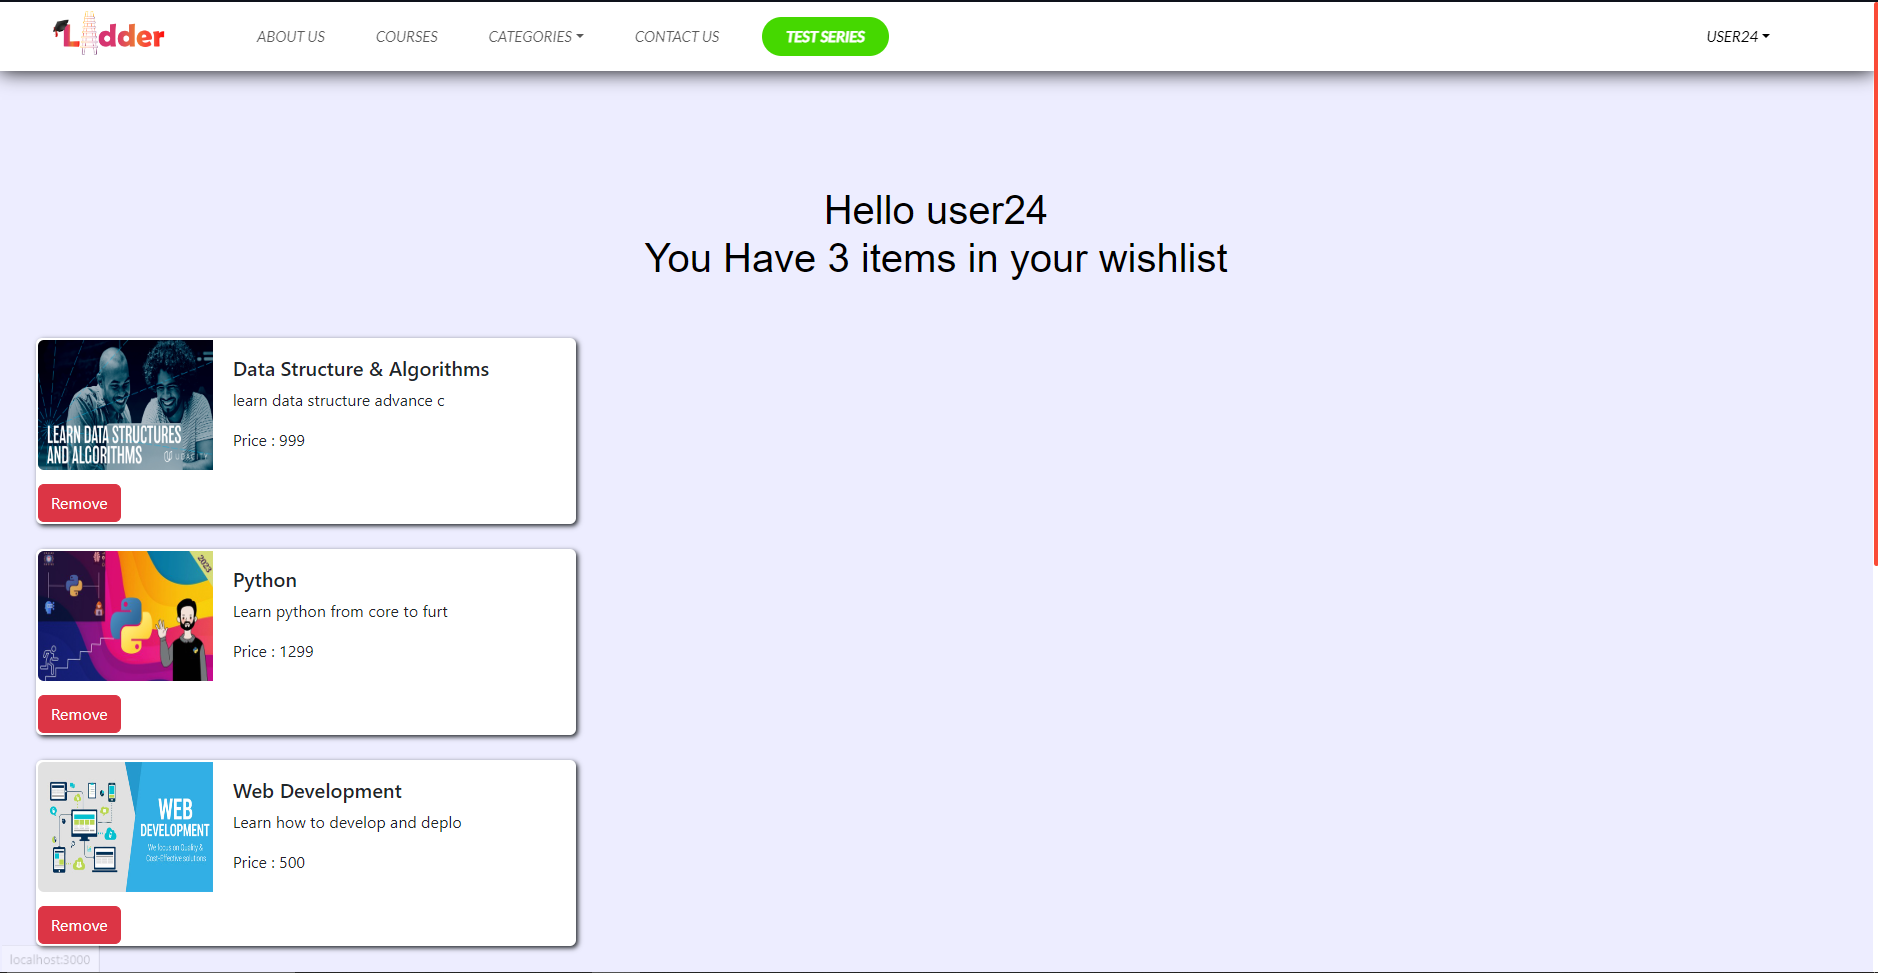 Ladder
ABOUT US
COURSES
CATEGORIES
CONTACT US
TEST SERIES
USER24
Hello user24
You Have 3 items in your wishlist
LEARN DATA STRUCTURES
AND ALGORITHMS
UDACITY
Data Structure & Algorithms
learn data structure advance c
Price : 999
Remove
2023
Python
Learn python from core to furt
Price : 1299
Remove
WEB
DEVELOPMENT
We focus on Quality &
Cost-Effective solutions
Web Development
Learn how to develop and deplo
Price : 500
Remove
localhost:3000